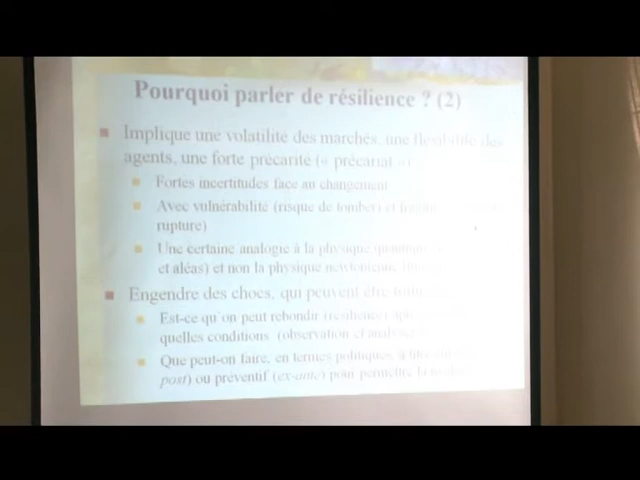 Pourquoi parler de résilience ? (2)
Implique une volatilité des marchés, une flexibilité des
agents, une forte précarité (« précariat »).
Fortes incertitudes face au changement
Avec vulnérabilité (risque de tomber) et
rupture)
Une certaine analogie à la physique
et aléas) et non la physique newtonienne
Engendre des chocs, qui peuvent être
Est-ce qu'on peut rebondir (résilience)
quelles conditions (observation et analyse)
Que peut-on faire, en termes politiques, à
post) ou préventif (ex-ante) pour permettre la